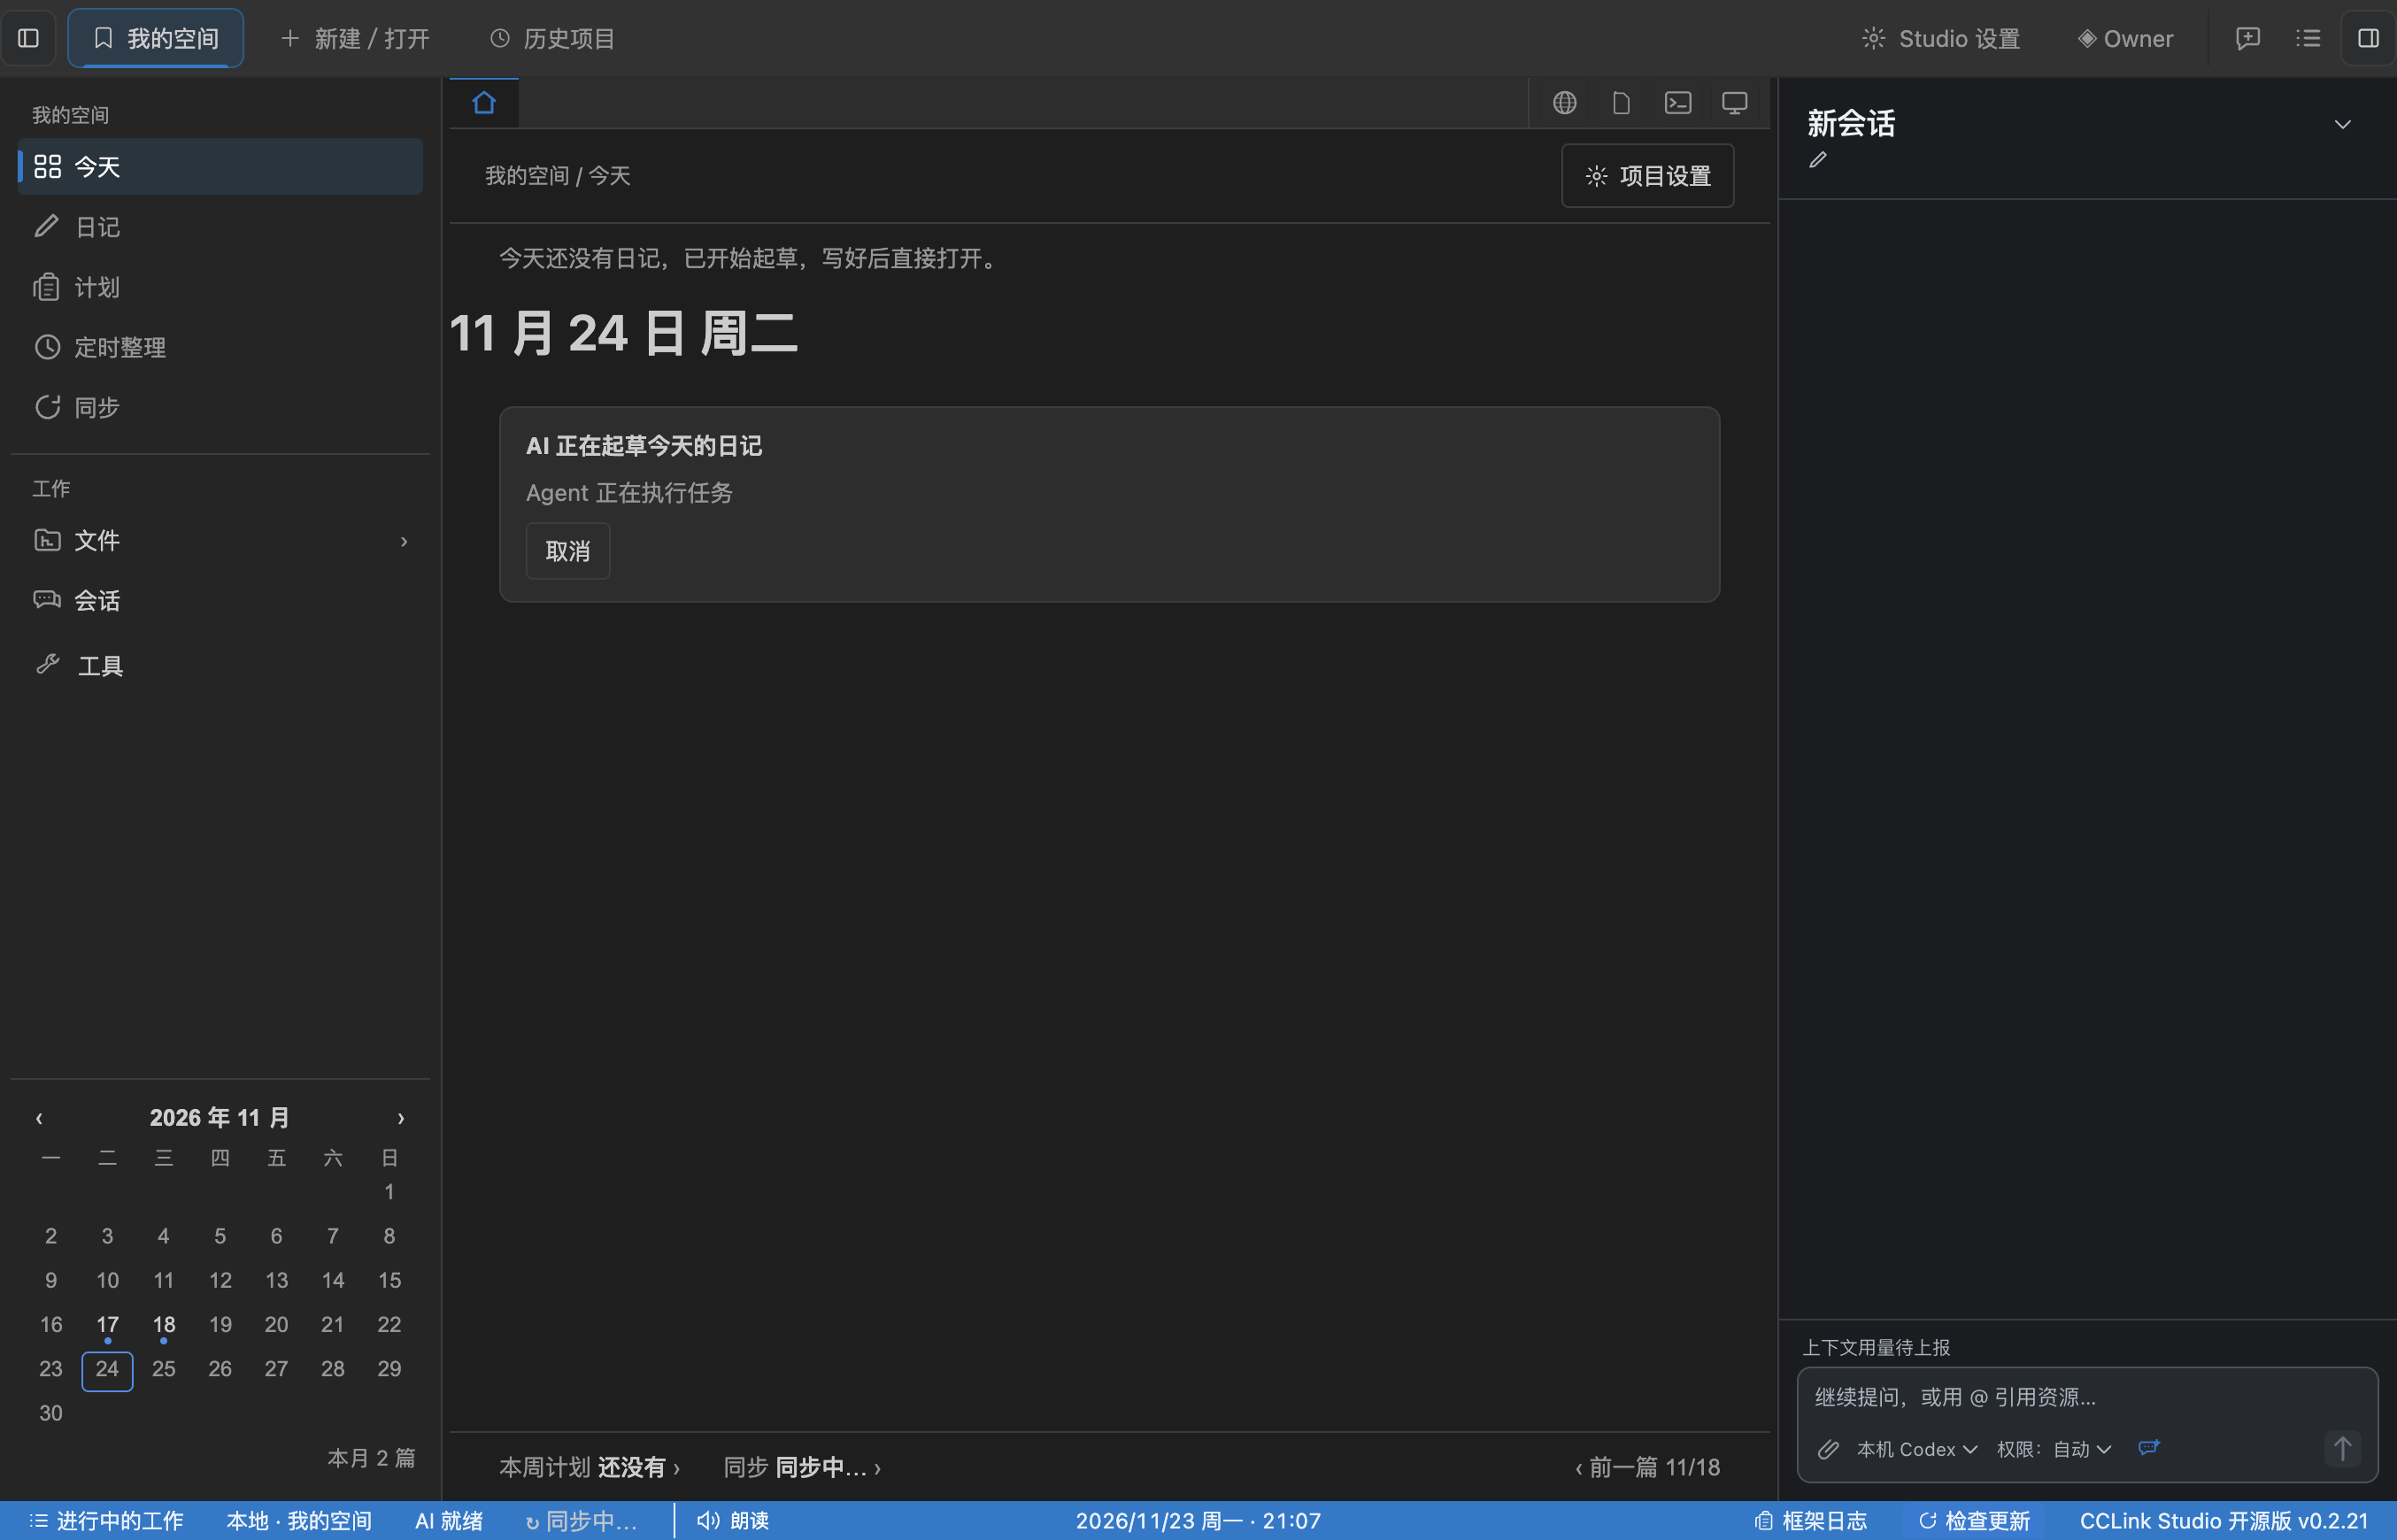 我的空间
新建 / 打开
历史项目
Studio 设置
Owner
我的空间
今天
日记
计划
定时整理
同步
工作
文件
会话
工具
2026 年 11 月
一 二 三 四 五 六 日
1
2 3 4 5 6 7 8
9 10 11 12 13 14 15
16 17 18 19 20 21 22
23 24 25 26 27 28 29
30
本月 2 篇
我的空间 / 今天
项目设置
今天还没有日记，已开始起草，写好后直接打开。
11 月 24 日 周二
AI 正在起草今天的日记
Agent 正在执行任务
取消
本周计划 还没有 ›
同步 同步中… ›
‹ 前一篇 11/18
新会话
上下文用量待上报
继续提问，或用 @ 引用资源...
本机 Codex
权限：自动
进行中的工作
本地 · 我的空间
AI 就绪
同步中…
朗读
2026/11/23 周一 · 21:07
框架日志
检查更新
CCLink Studio 开源版 v0.2.21